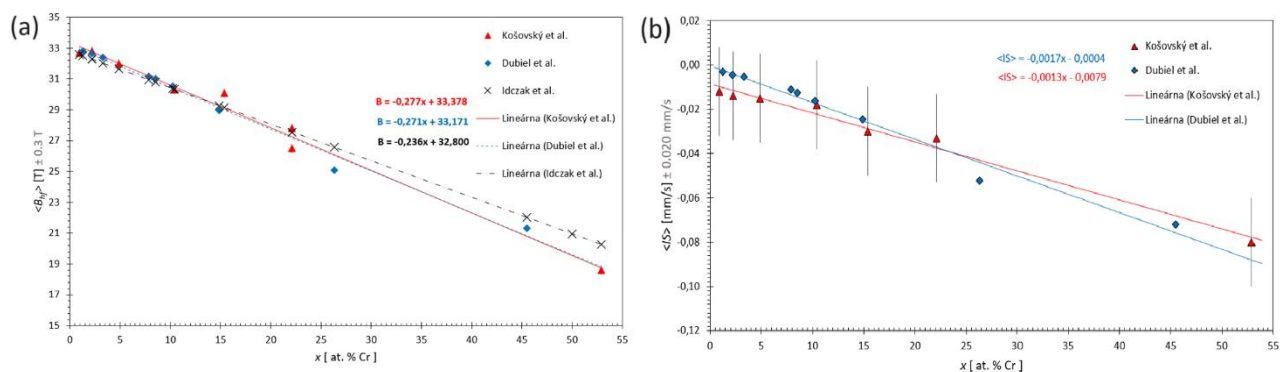 (a)
35
33
31
29
27
25
23
21
19
17
15
<B_hf> [T] ± 0.3 T
Košovský et al.
Dubiel et al.
Idczak et al.
Lineárna (Košovský et al.)
Lineárna (Dubiel et al.)
Lineárna (Idczak et al.)
B = -0,277x + 33,378
B = -0,271x + 33,171
B = -0,236x + 32,800
0 5 10 15 20 25 30 35 40 45 50 55
x [ at. % Cr ]
(b)
0,02
0,00
-0,02
-0,04
-0,06
-0,08
-0,10
-0,12
<IS> [mm/s] ± 0.020 mm/s
<IS> = -0,0017x - 0,0004
<IS> = -0,0013x - 0,0079
Košovský et al.
Dubiel et al.
Lineárna (Košovský et al.)
Lineárna (Dubiel et al.)
0 5 10 15 20 25 30 35 40 45 50 55
x [ at. % Cr ]